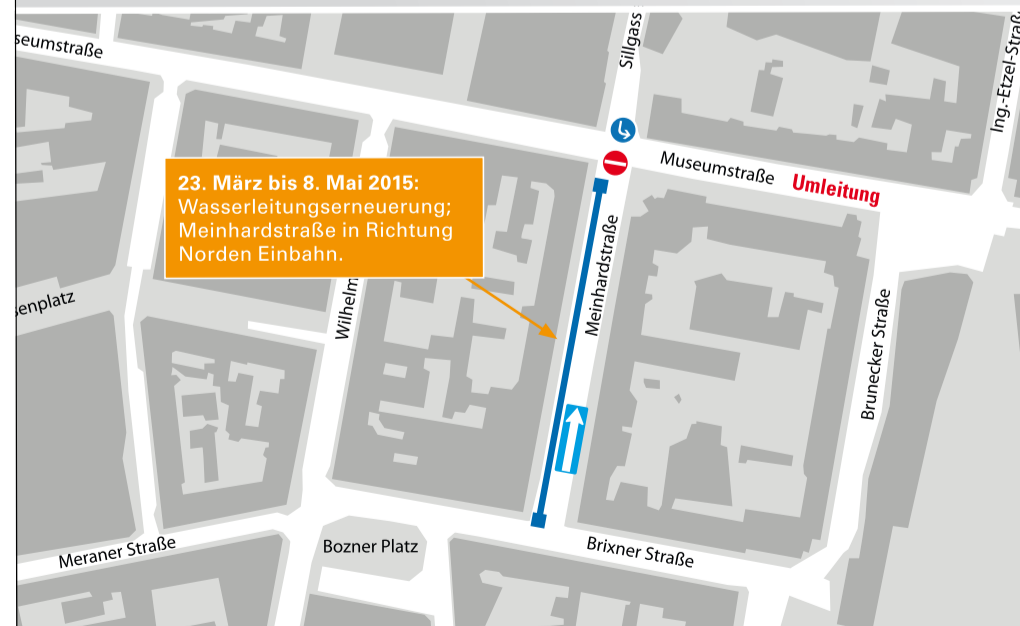 seumstraße
Sillgass
Ing.-Etzel-Straß
Museumstraße
Umleitung
23. März bis 8. Mai 2015:
Wasserleitungserneuerung;
Meinhardstraße in Richtung
Norden Einbahn.
Meinhardstraße
senplatz
Wilhelm
Brunecker Straße
Meraner Straße
Bozner Platz
Brixner Straße